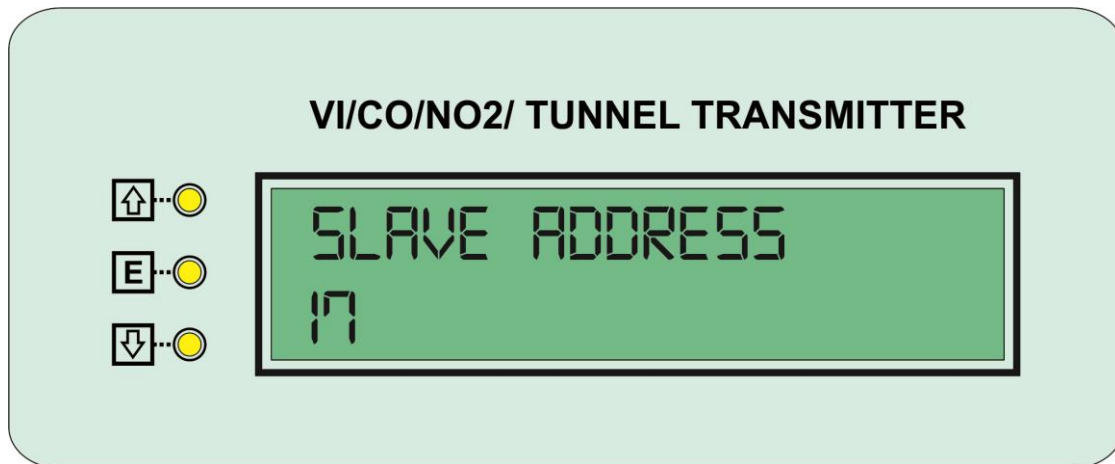 VI/CO/NO2/ TUNNEL TRANSMITTER
SLAVE ADDRESS
E
17